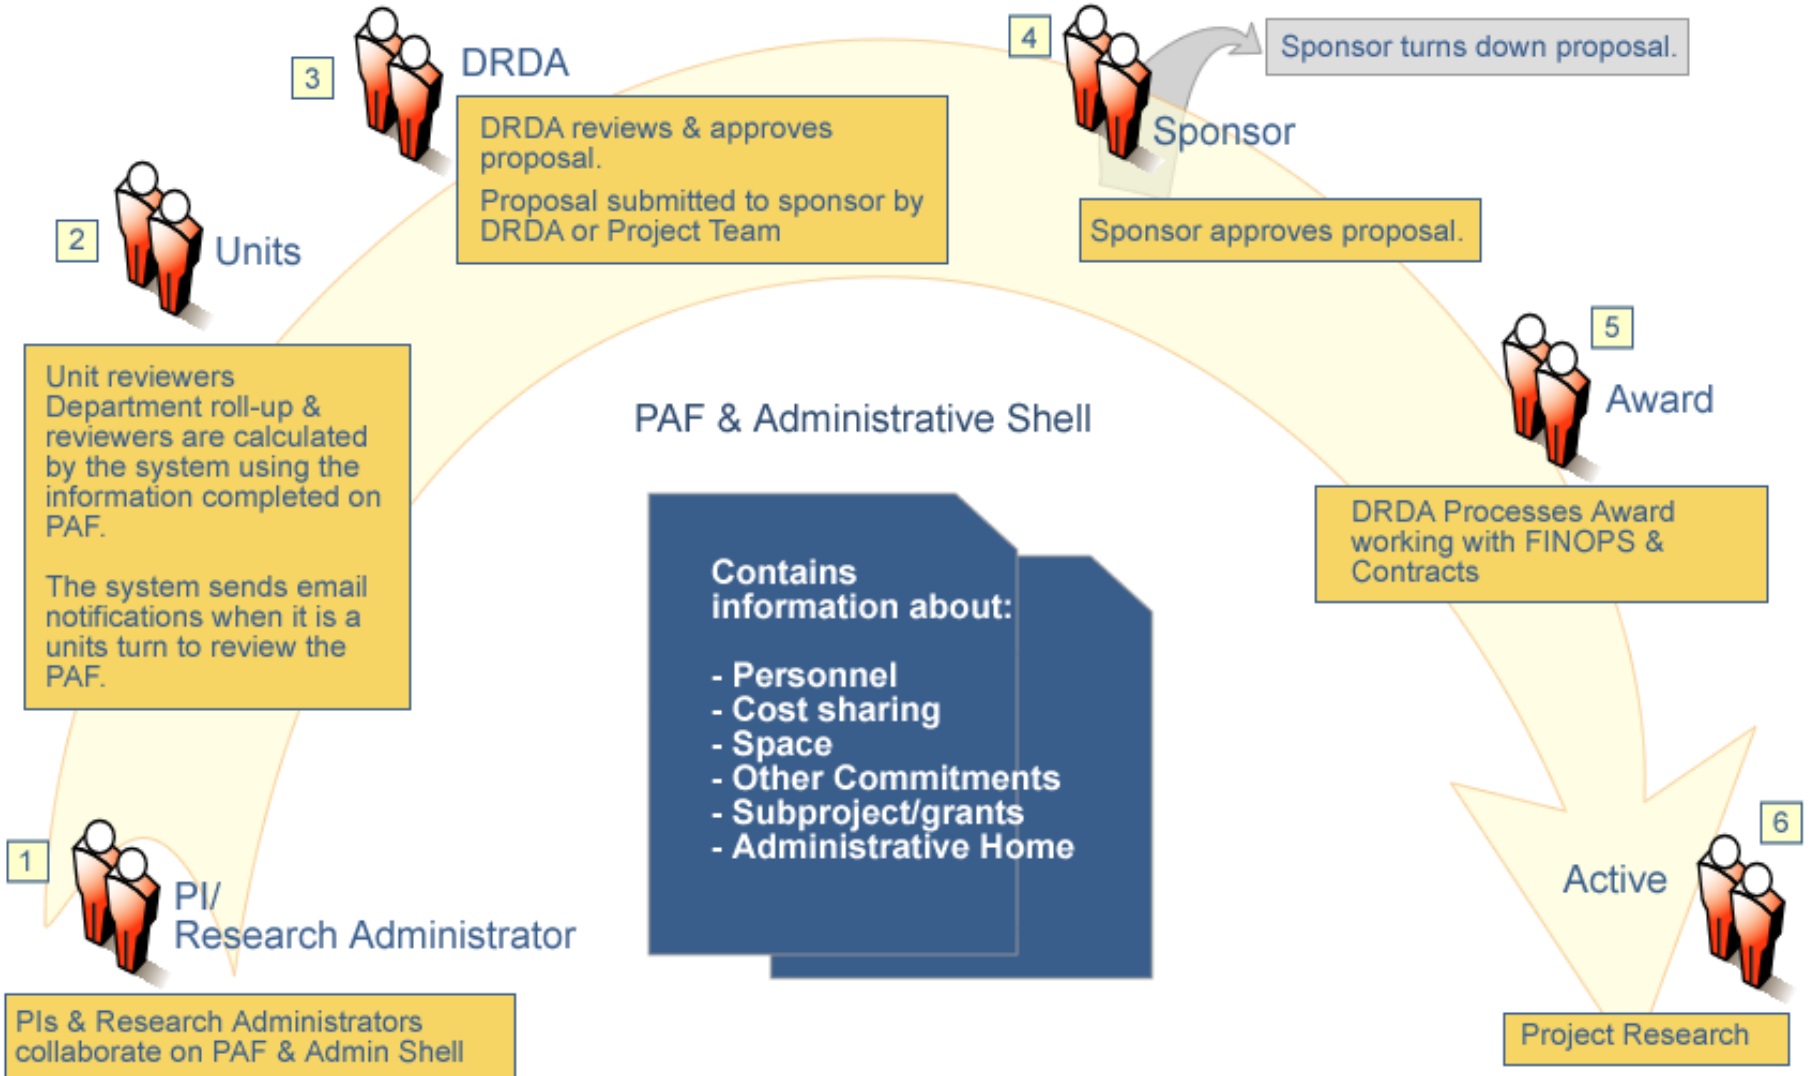 1
PI/
Research Administrator
PIs & Research Administrators
collaborate on PAF & Admin Shell
2
Units
Unit reviewers
Department roll-up &
reviewers are calculated
by the system using the
information completed on
PAF.
The system sends email
notifications when it is a
units turn to review the
PAF.
3
DRDA
DRDA reviews & approves
proposal.
Proposal submitted to sponsor by
DRDA or Project Team
4
Sponsor
Sponsor turns down proposal.
Sponsor approves proposal.
5
Award
DRDA Processes Award
working with FINOPS &
Contracts
6
Active
Project Research
PAF & Administrative Shell
Contains
information about:
- Personnel
- Cost sharing
- Space
- Other Commitments
- Subproject/grants
- Administrative Home